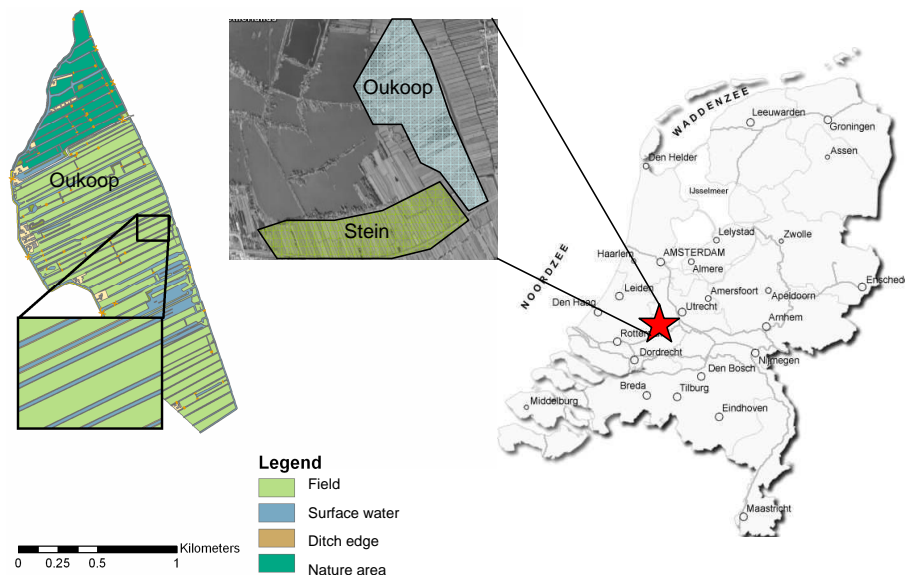 Oukoop
Oukoop
Stein
WADDENZEE
Leeuwarden
Groningen
Assen
Den Helder
IJsselmeer
NOORDZEE
Lelystad
Zwolle
Haarlem
AMSTERDAM
Almere
Enschede
Leiden
Amersfoort
Apeldoorn
Den Haag
Utrecht
Arnhem
Rotter
Dordrecht
Nijmegen
Den Bosch
Breda
Tilburg
Middelburg
Eindhoven
Maastricht
Legend
Field
Surface water
Ditch edge
Nature area
Kilometers
0 0.25 0.5 1